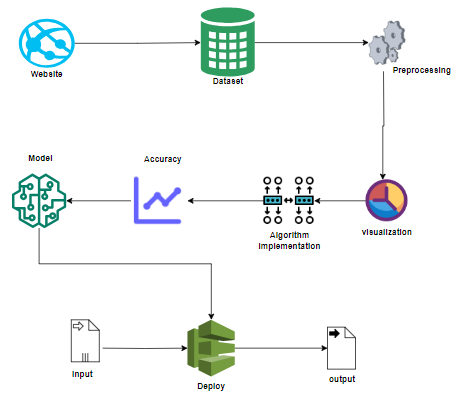 Website
Dataset
Preprocessing
Model
Accuracy
Algorithm
Implementation
visualization
Input
Deploy
output